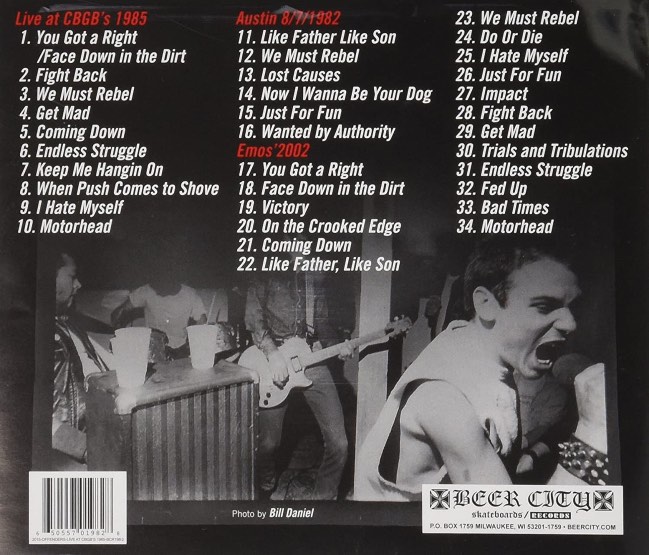 Live at CBGB's 1985
1. You Got a Right
/Face Down in the Dirt
2. Fight Back
3. We Must Rebel
4. Get Mad
5. Coming Down
6. Endless Struggle
7. Keep Me Hangin On
8. When Push Comes to Shove
9. I Hate Myself
10. Motorhead
Austin 8/7/1982
11. Like Father Like Son
12. We Must Rebel
13. Lost Causes
14. Now I Wanna Be Your Dog
15. Just For Fun
16. Wanted by Authority
Emos'2002
17. You Got a Right
18. Face Down in the Dirt
19. Victory
20. On the Crooked Edge
21. Coming Down
22. Like Father, Like Son
23. We Must Rebel
24. Do Or Die
25. I Hate Myself
26. Just For Fun
27. Impact
28. Fight Back
29. Get Mad
30. Trials and Tribulations
31. Endless Struggle
32. Fed Up
33. Bad Times
34. Motorhead
6 50557 01982 6
Photo by Bill Daniel
BEER CITY
skateboards / RECORDS
P.O. BOX 1759 MILWAUKEE, WI 53201-1759 • BEERCITY.COM